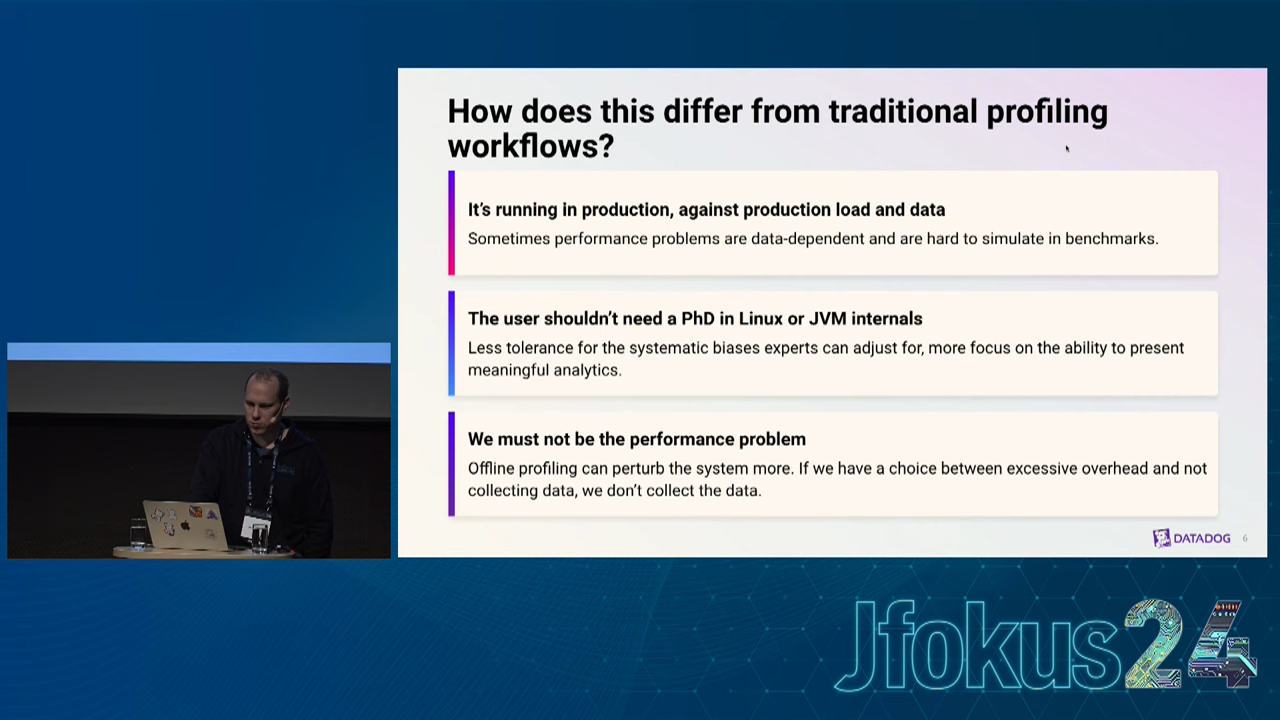 How does this differ from traditional profiling
workflows?
It's running in production, against production load and data
Sometimes performance problems are data-dependent and are hard to simulate in benchmarks.
The user shouldn't need a PhD in Linux or JVM internals
Less tolerance for the systematic biases experts can adjust for, more focus on the ability to present
meaningful analytics.
We must not be the performance problem
Offline profiling can perturb the system more. If we have a choice between excessive overhead and not
collecting data, we don't collect the data.
DATADOG 6
Jfokus24